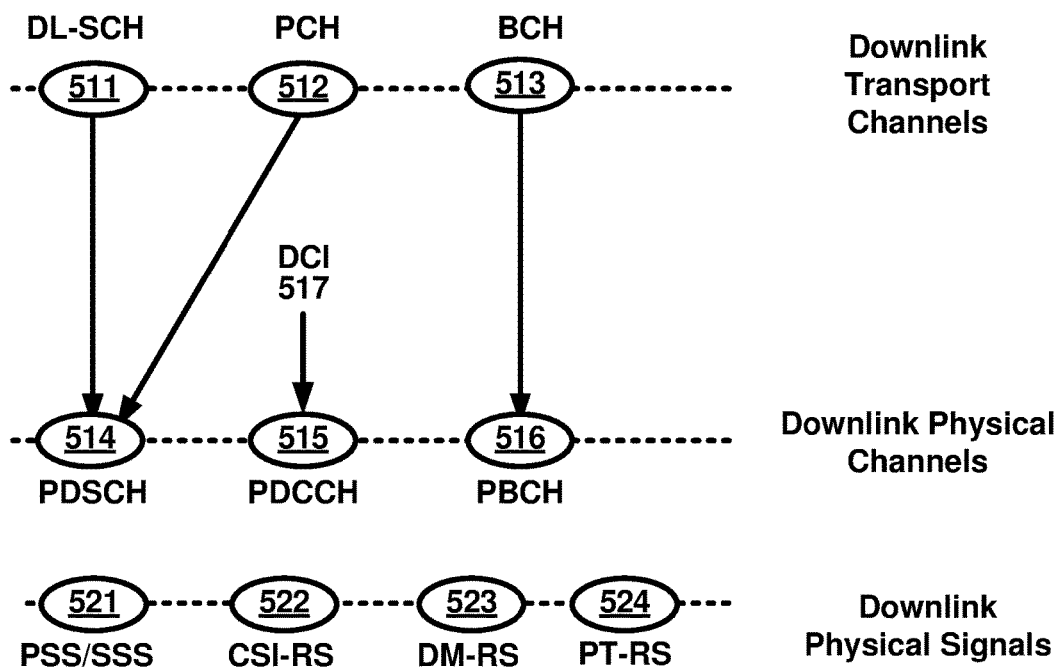 DL-SCH PCH BCH
511 512 513
Downlink
Transport
Channels
DCI
517
514 515 516
PDSCH PDCCH PBCH
Downlink Physical
Channels
521 522 523 524
PSS/SSS CSI-RS DM-RS PT-RS
Downlink
Physical Signals